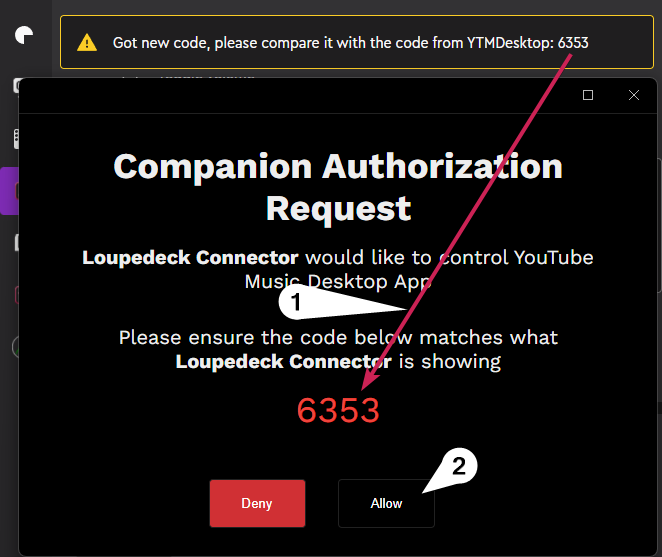 Got new code, please compare it with the code from YTMDesktop: 6353
Companion Authorization
Request
Loupedeck Connector would like to control YouTube
Music Desktop App
1
Please ensure the code below matches what
Loupedeck Connector is showing
6353
2
Deny
Allow